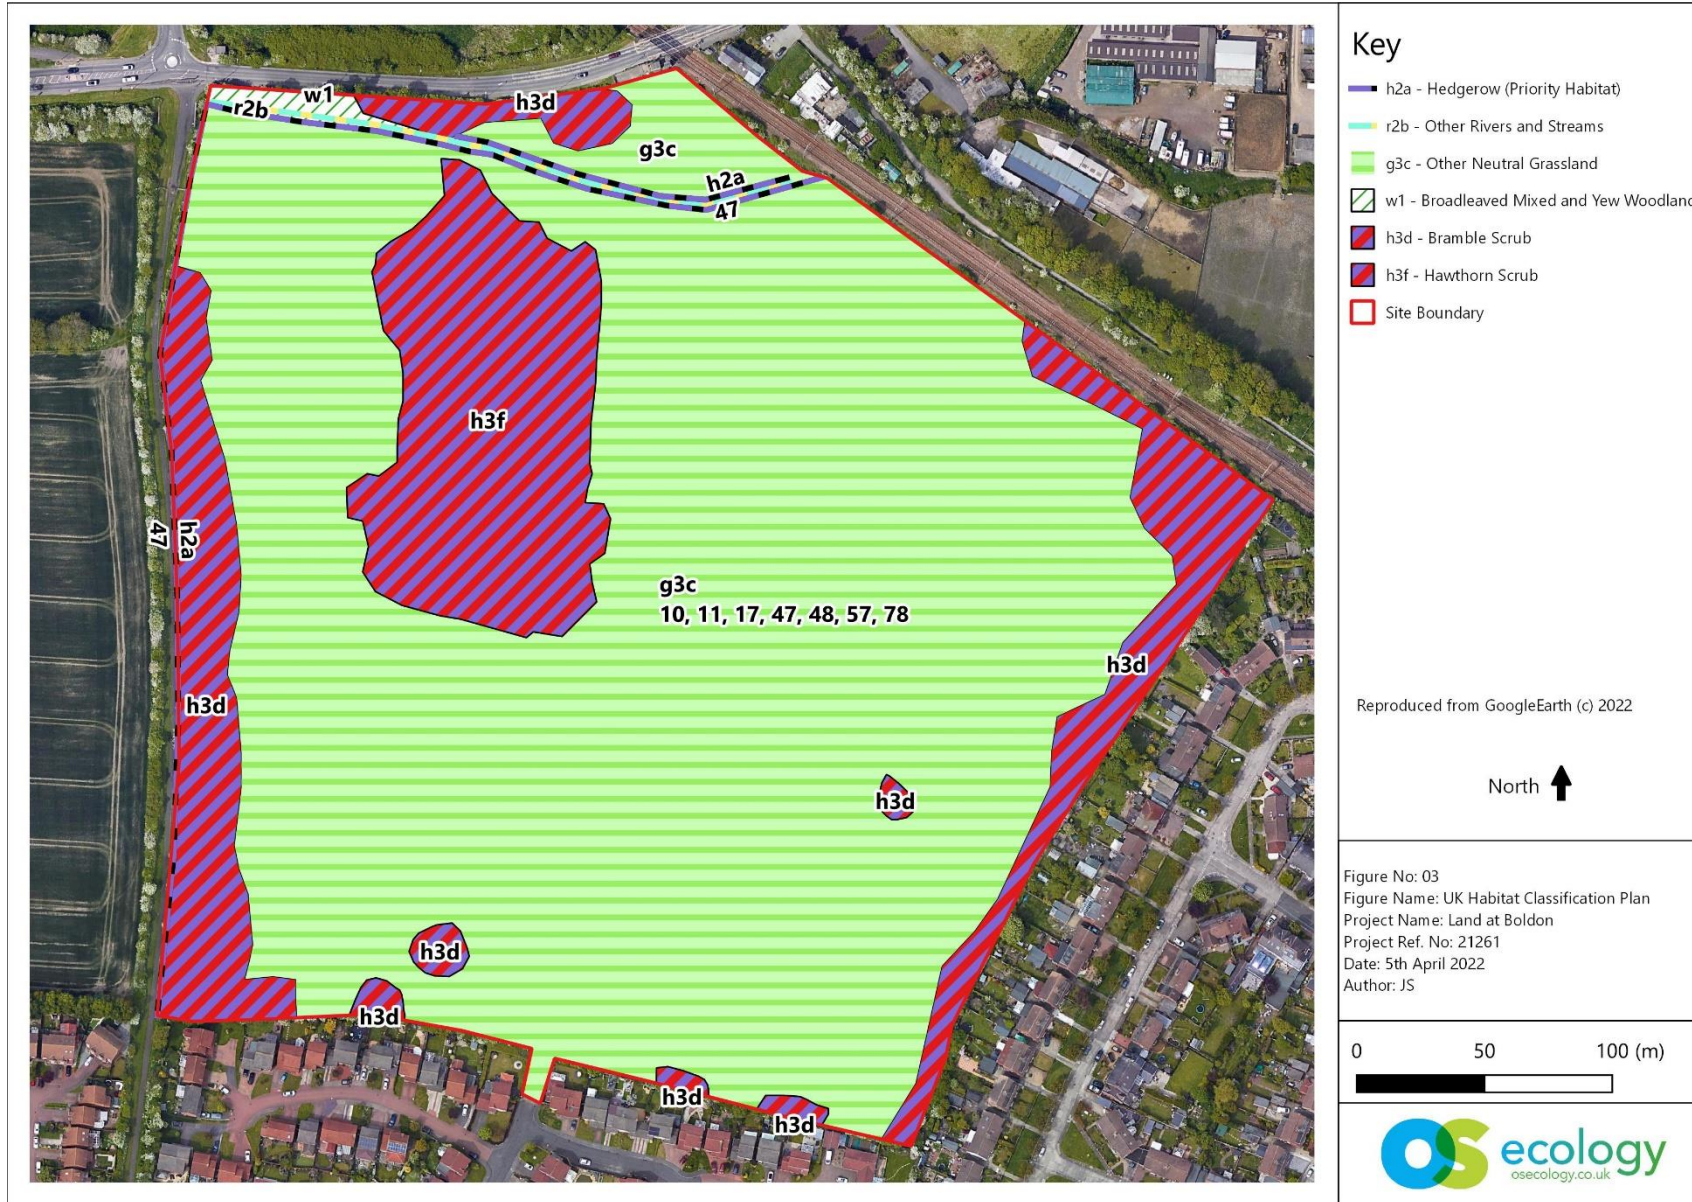 w1
r2b
h3d
g3c
h2a
47
h3f
h2a
47
g3c
10, 11, 17, 47, 48, 57, 78
h3d
h3d
h3d
h3d
h3d
h3d
h3d
Key
h2a - Hedgerow (Priority Habitat)
r2b - Other Rivers and Streams
g3c - Other Neutral Grassland
w1 - Broadleaved Mixed and Yew Woodland
h3d - Bramble Scrub
h3f - Hawthorn Scrub
Site Boundary
Reproduced from GoogleEarth (c) 2022
North
Figure No: 03
Figure Name: UK Habitat Classification Plan
Project Name: Land at Boldon
Project Ref. No: 21261
Date: 5th April 2022
Author: JS
0 50 100 (m)
OS ecology
osecology.co.uk